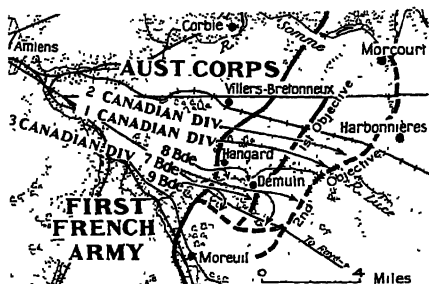 Corbie
Somme
R.
Amiens
Morcourt
AUST. CORPS
Villers-Bretonneux
2 CANADIAN DIV.
1 CANADIAN DIV.
3 CANADIAN DIV.
1st Objective
Harbonnières
8 Bde
7 Bde
9 Bde
Hangard
Demuin
2nd Objective
R. Luce
FIRST
FRENCH
ARMY
Moreuil
To Roye
0 4
Miles